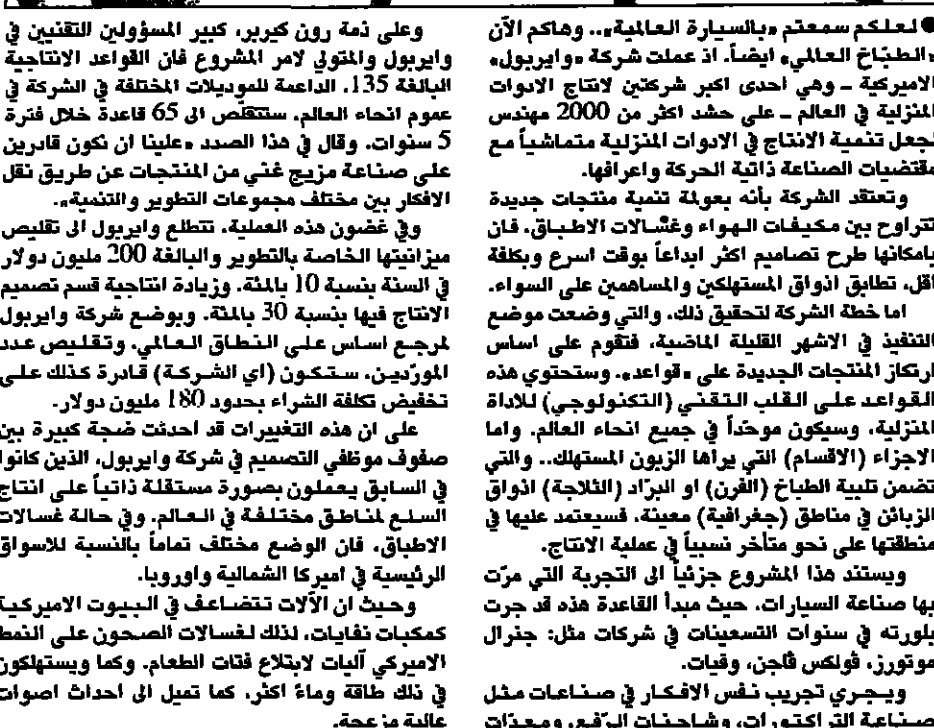 ● لعلكم سمعتم «بالسيارة العالمية».. وهاكم الآن
«الطبّاخ العالمي» ايضاً. اذ عملت شركة «وايربول»
الاميركية ــ وهي احدى اكبر شركتين لانتاج الادوات
المنزلية في العالم ــ على حشد اكثر من 2000 مهندس
لجعل تنمية الانتاج في الادوات المنزلية متماشياً مع
مقتضيات الصناعة ذاتية الحركة واعرافها.
وتعتقد الشركة بأنه بعولمة تنمية منتجات جديدة
تتراوح بين مكيفات الهواء وغسّالات الاطباق، فان
بامكانها طرح تصاميم اكثر ابداعاً بوقت اسرع وبكلفة
أقل، تطابق اذواق المستهلكين والمساهمين على السواء.
اما خطة الشركة لتحقيق ذلك، والتي وضعت موضع
التنفيذ في الاشهر القليلة الماضية، فتقوم على اساس
ارتكاز المنتجات الجديدة على «قواعد». وستحتوي هذه
القواعد على القلب التقني (التكنولوجي) للاداة
المنزلية، وسيكون موحّداً في جميع انحاء العالم. واما
الاجزاء (الاقسام) التي يراها الزبون المستهلك.. والتي
تضمن تلبية الطباخ (الفرن) او البرّاد (الثلاجة) اذواق
الزبائن في مناطق (جغرافية) معينة، فسيعتمد عليها في
منطقتها على نحو متأخر نسبياً في عملية الانتاج.
ويستند هذا المشروع جزئياً الى التجربة التي مرّت
بها صناعة السيارات، حيث مبدأ القاعدة هذه قد جرت
بلورته في سنوات التسعينات في شركات مثل: جنرال
موتورز، فولكس ڤاجن، وفيات.
ويجري تجريب نفس الافكار في صناعات مثل
صناعة التراكتورات، وشاحنات الرّفع، ومعدّات
وعلى ذمة رون كيربر، كبير المسؤولين التقنيين في
وايربول والمتولي لامر المشروع فان القواعد الانتاجية
البالغة 135، الداعمة للموديلات المختلفة في الشركة في
عموم انحاء العالم، ستتقلص الى 65 قاعدة خلال فترة
5 سنوات. وقال في هذا الصدد «علينا ان نكون قادرين
على صناعة مزيج غني من المنتجات عن طريق نقل
الافكار بين مختلف مجموعات التطوير والتنمية».
وفي غضون هذه العملية، تتطلع وايربول الى تقليص
ميزانيتها الخاصة بالتطوير والبالغة 200 مليون دولار
في السنة بنسبة 10 بالمئة، وزيادة انتاجية قسم تصميم
الانتاج فيها بنسبة 30 بالمئة. وبوضع شركة وايربول
لمرجع اساس على النطاق العالمي، وتقليص عدد
المورّدين، ستكون (اي الشركة) قادرة كذلك على
تخفيض تكلفة الشراء بحدود 180 مليون دولار.
على ان هذه التغييرات قد احدثت ضجة كبيرة بين
صفوف موظفي التصميم في شركة وايربول، الذين كانوا
في السابق يعملون بصورة مستقلة ذاتياً على انتاج
السلع لمناطق مختلفة في العالم. وفي حالة غسالات
الاطباق، فان الوضع مختلف تماماً بالنسبة للاسواق
الرئيسية في اميركا الشمالية واوروبا.
وحيث ان الآلات تتضاعف في البيوت الاميركية
كمكبات نفايات، لذلك لغسالات الصحون على النمط
الاميركي آليات لابتلاع فتات الطعام. وكما ويستهلكون
في ذلك طاقة وماءً اكثر، كما تميل الى احداث اصوات
عالية مزعجة.